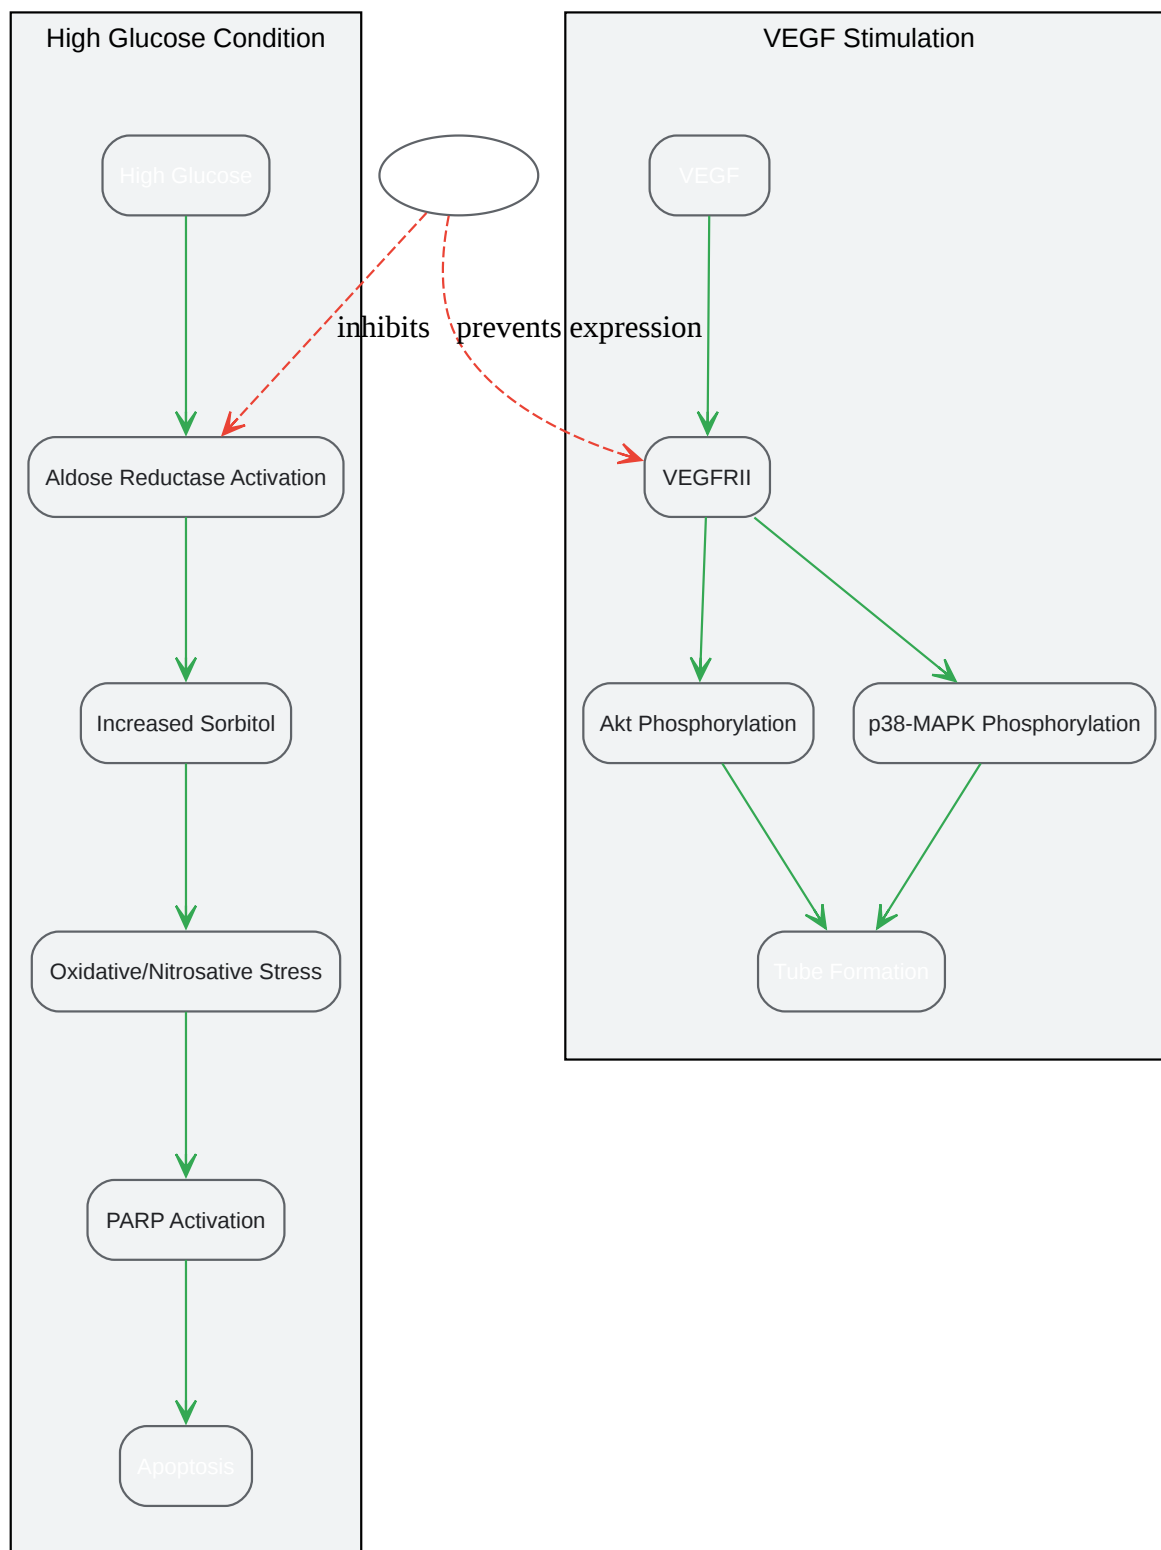 High Glucose Condition
VEGF Stimulation
High Glucose
VEGF
inhibits
prevents expression
Aldose Reductase Activation
VEGFRII
Increased Sorbitol
Akt Phosphorylation
p38-MAPK Phosphorylation
Oxidative/Nitrosative Stress
Tube Formation
PARP Activation
Apoptosis